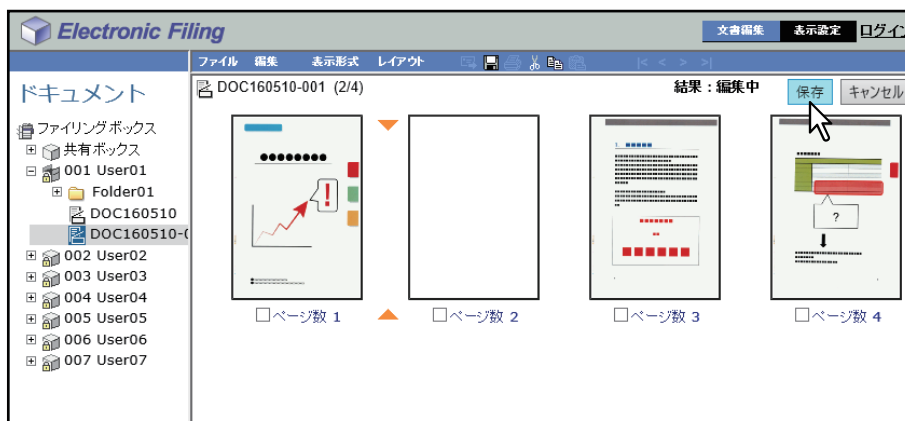 Electronic Filing
文書編集 表示設定 ログイン
ファイル 編集 表示形式 レイアウト |< < > >|
ドキュメント
DOC160510-001 (2/4) 結果:編集中 保存 キャンセル
ファイリングボックス
共有ボックス
001 User01
Folder01
DOC160510
DOC160510-0
002 User02
003 User03
004 User04
005 User05
006 User06
007 User07
!
1.
?
ページ数 1 ページ数 2 ページ数 3 ページ数 4